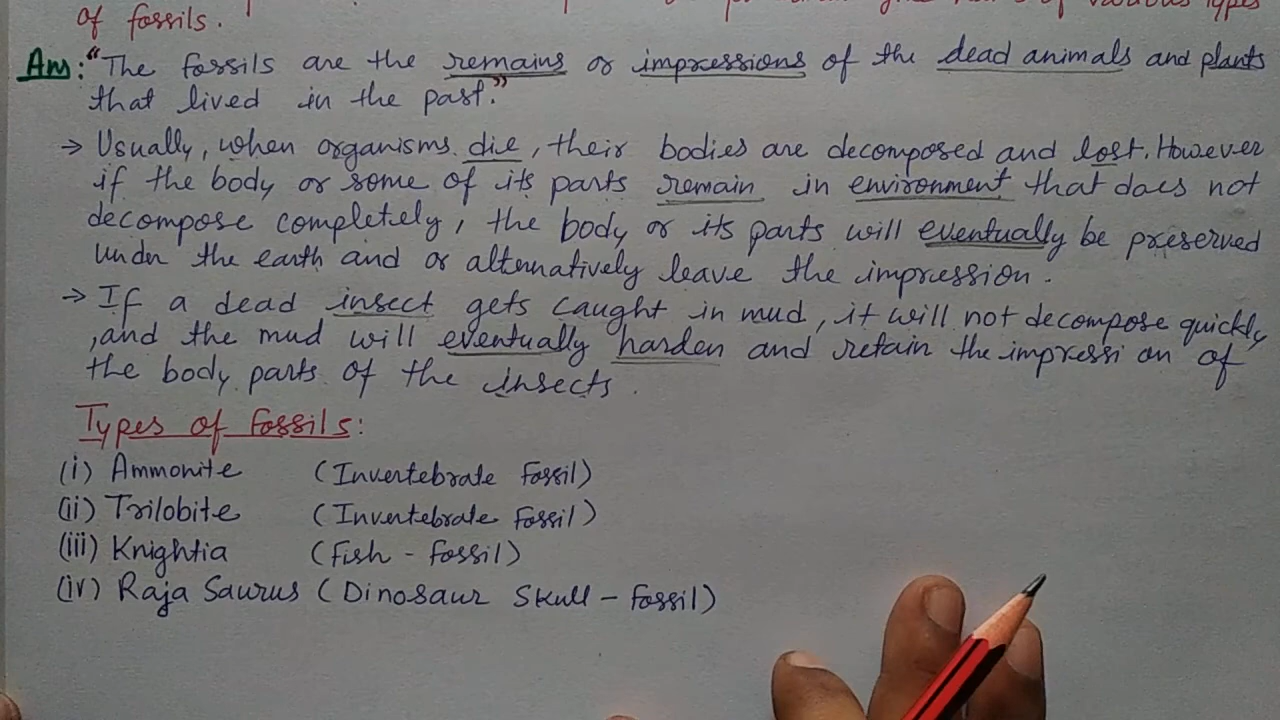 of fossils.
Ans: "The fossils are the remains or impressions of the dead animals and plants
that lived in the past."
→ Usually, when organisms die, their bodies are decomposed and lost. However
if the body or some of its parts remain in environment that does not
decompose completely, the body or its parts will eventually be preserved
under the earth and or alternatively leave the impression.
→ If a dead insect gets caught in mud, it will not decompose quickly
,and the mud will eventually harden and retain the impression of
the body parts of the insects.
Types of Fossils:
(i) Ammonite (Invertebrate Fossil)
(ii) Trilobite (Invertebrate Fossil)
(iii) Knightia (Fish - Fossil)
(iv) Raja Saurus (Dinosaur Skull - Fossil)